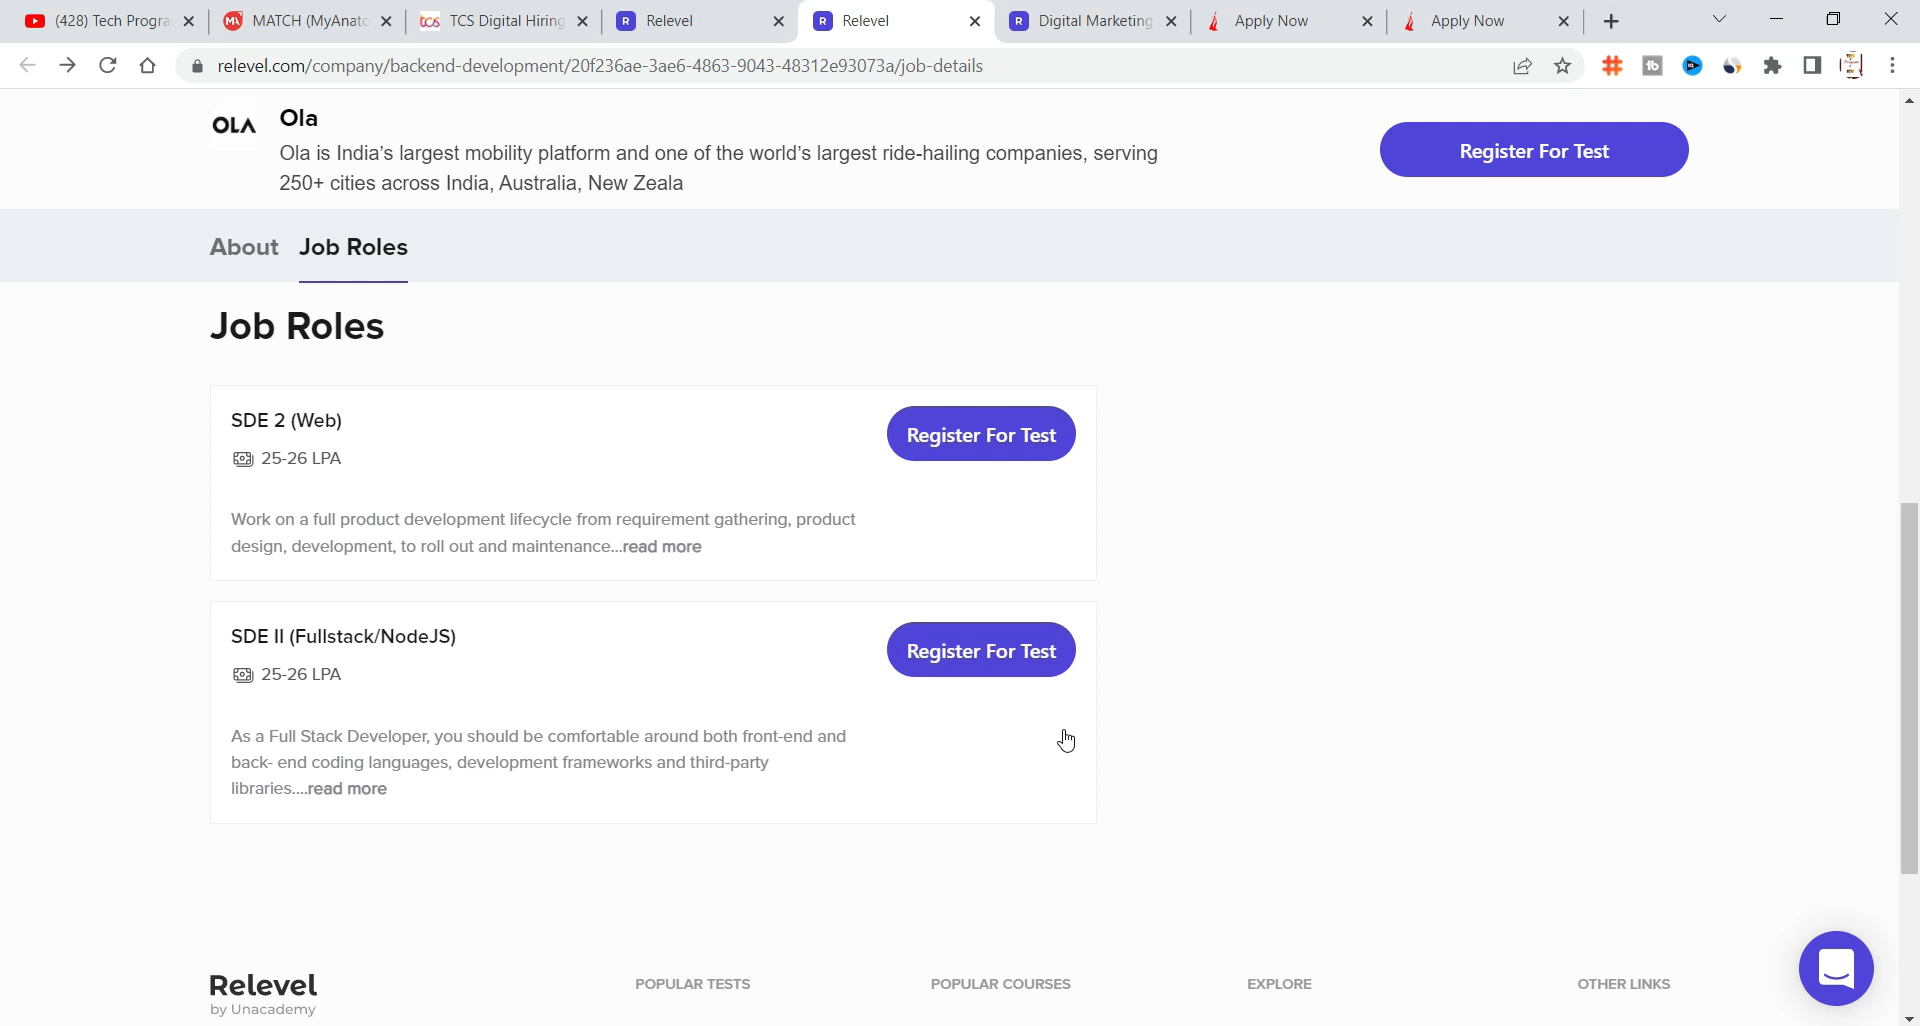 (428) Tech Progra
MATCH (MyAnato
tcs TCS Digital Hiring
R Relevel
R Relevel
R Digital Marketing
Apply Now
Apply Now
relevel.com/company/backend-development/20f236ae-3ae6-4863-9043-48312e93073a/job-details
OLA
Ola
Ola is India's largest mobility platform and one of the world's largest ride-hailing companies, serving
250+ cities across India, Australia, New Zeala
Register For Test
About Job Roles
Job Roles
SDE 2 (Web)
Register For Test
25-26 LPA
Work on a full product development lifecycle from requirement gathering, product
design, development, to roll out and maintenance...read more
SDE II (Fullstack/NodeJS)
Register For Test
25-26 LPA
As a Full Stack Developer, you should be comfortable around both front-end and
back- end coding languages, development frameworks and third-party
libraries....read more
Relevel
by Unacademy
POPULAR TESTS
POPULAR COURSES
EXPLORE
OTHER LINKS